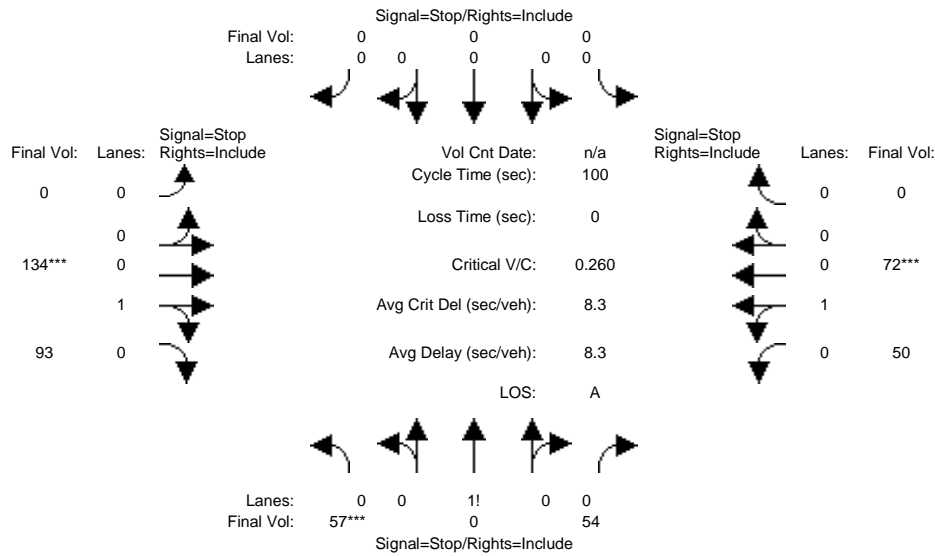 Signal=Stop/Rights=Include
Final Vol: 0 0 0
Lanes: 0 0 0 0 0
Signal=Stop Signal=Stop
Final Vol: Lanes: Rights=Include Vol Cnt Date: n/a Rights=Include Lanes: Final Vol:
Cycle Time (sec): 100
0 0 0 0
Loss Time (sec): 0
0 0
134*** 0 Critical V/C: 0.260 0 72***
1 Avg Crit Del (sec/veh): 8.3 1
93 0 Avg Delay (sec/veh): 8.3 0 50
LOS: A
Lanes: 0 0 1! 0 0
Final Vol: 57*** 0 54
Signal=Stop/Rights=Include